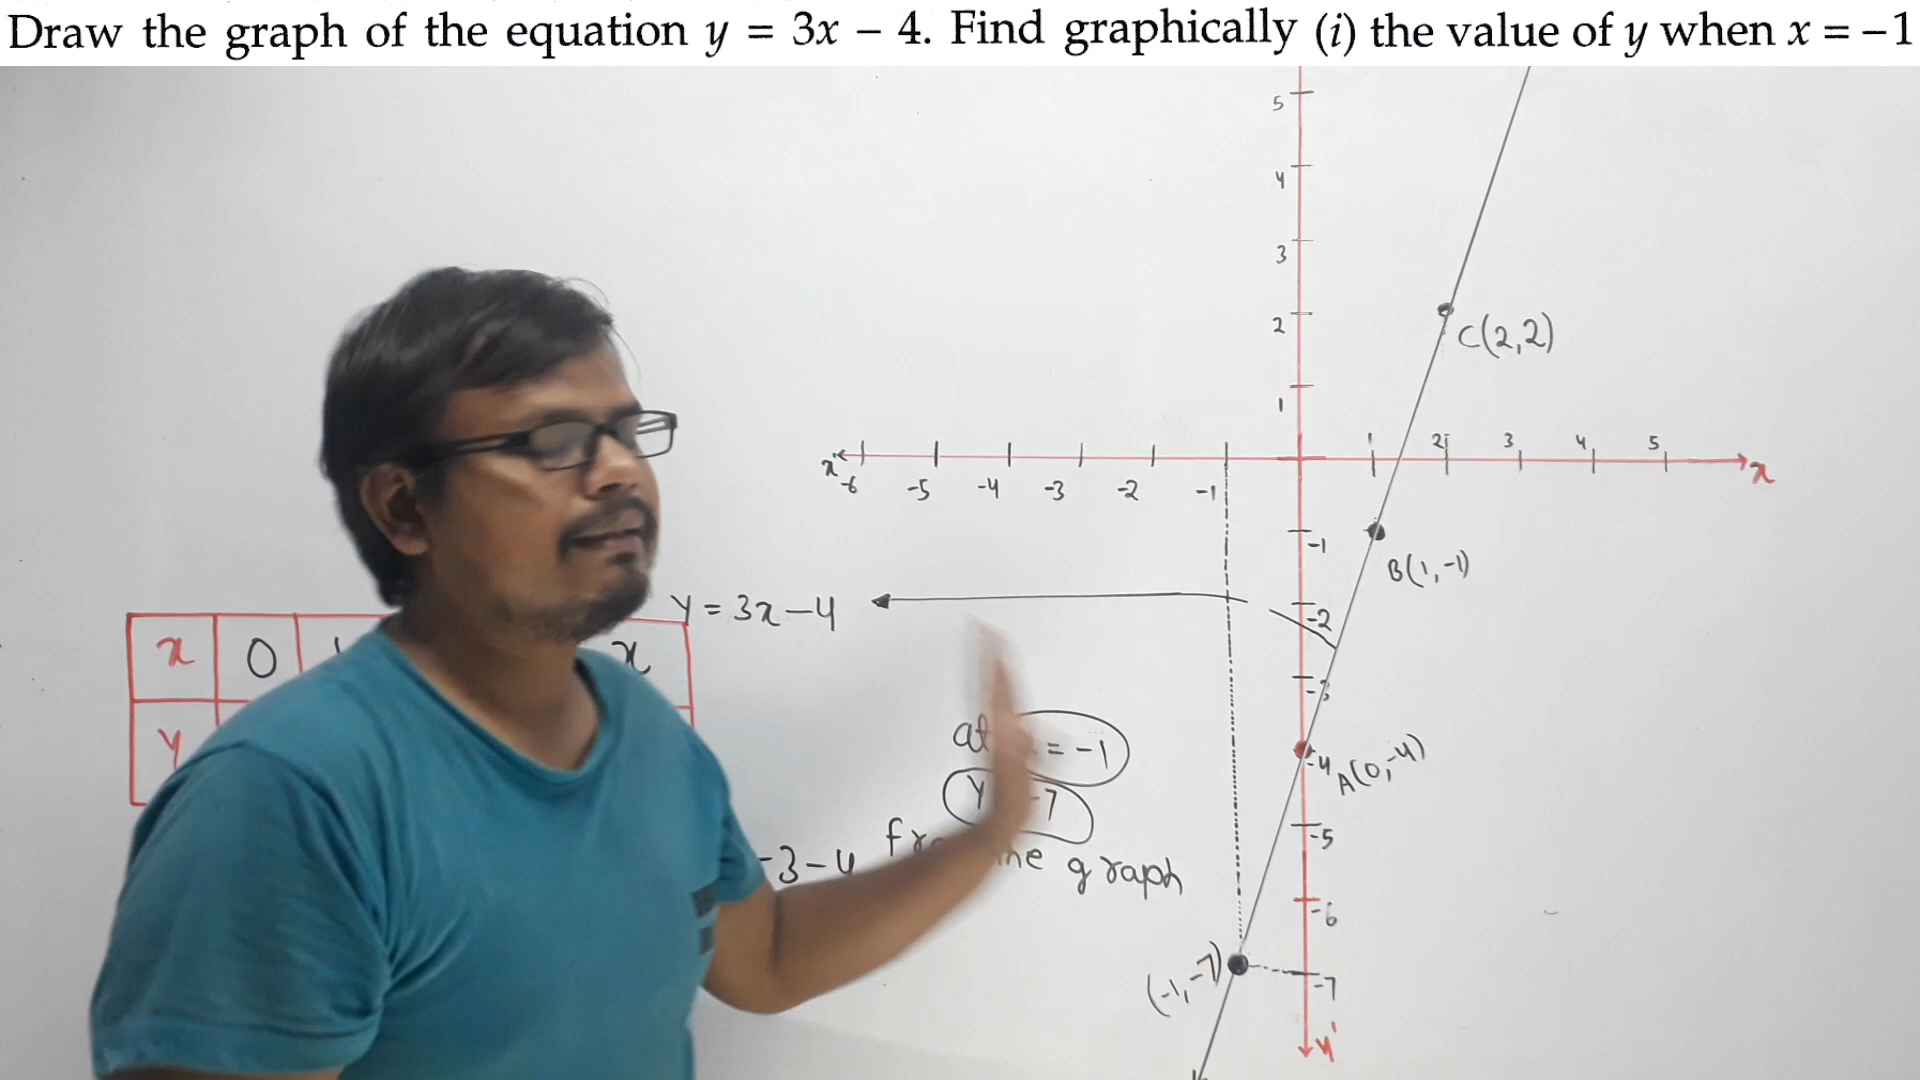 Draw the graph of the equation y = 3x − 4. Find graphically (i) the value of y when x = −1
5
4
3
2
1
C(2,2)
1 2 3 4 5
x' x
-6 -5 -4 -3 -2 -1
-1
B(1,-1)
y = 3x-4
-2
x 0 x
-3
y
at = -1
-4 A(0,-4)
y -7
-5
-3-4
graph
-6
(-1,-7)
-7
y'